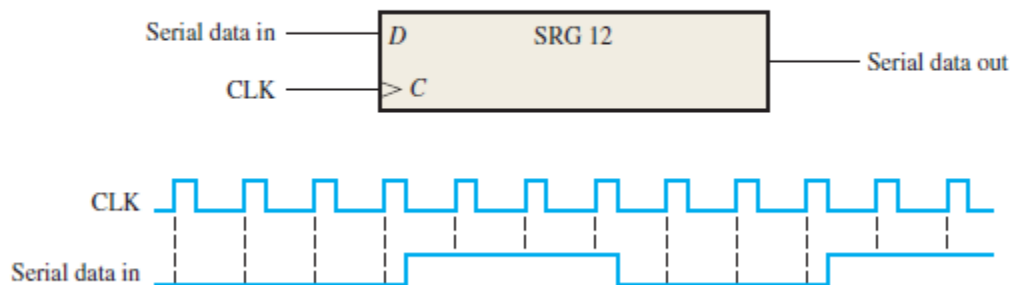 Serial data in
D
SRG 12
Serial data out
CLK
> C
CLK
Serial data in